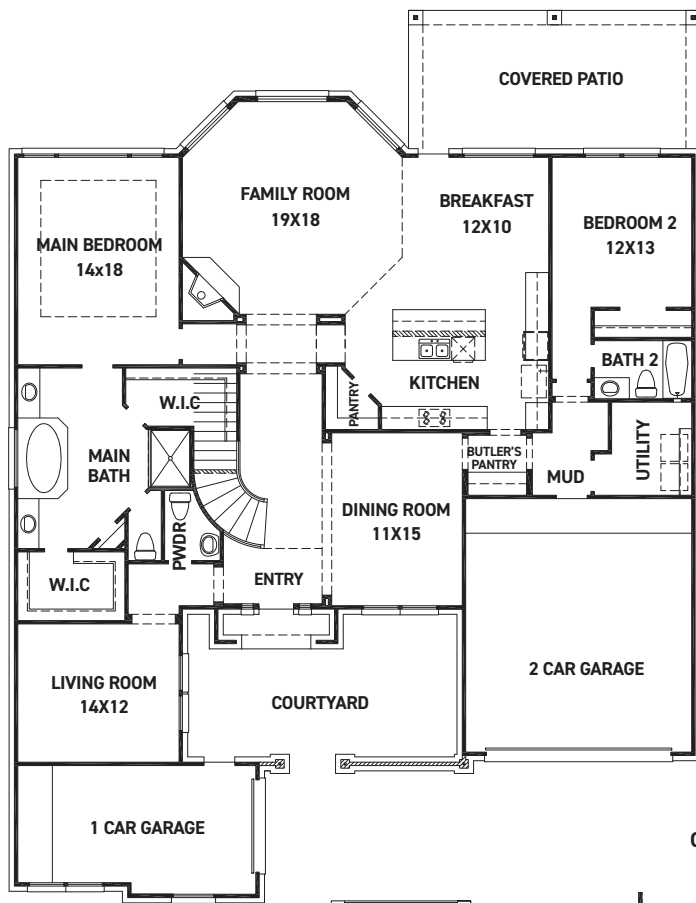 COVERED PATIO
FAMILY ROOM
19X18
BREAKFAST
12X10
BEDROOM 2
12X13
MAIN BEDROOM
14x18
BATH 2
KITCHEN
PANTRY
W.I.C
UTILITY
MAIN
BATH
BUTLER'S
PANTRY
MUD
DINING ROOM
11X15
PWDR
ENTRY
W.I.C
2 CAR GARAGE
LIVING ROOM
14X12
COURTYARD
1 CAR GARAGE